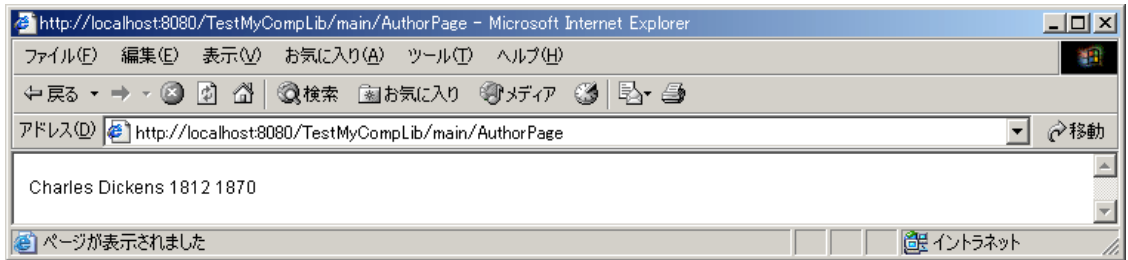 http://localhost:8080/TestMyCompLib/main/AuthorPage - Microsoft Internet Explorer
ファイル(F) 編集(E) 表示(V) お気に入り(A) ツール(T) ヘルプ(H)
戻る 検索 お気に入り メディア
アドレス(D) http://localhost:8080/TestMyCompLib/main/AuthorPage 移動
Charles Dickens 1812 1870
ページが表示されました イントラネット